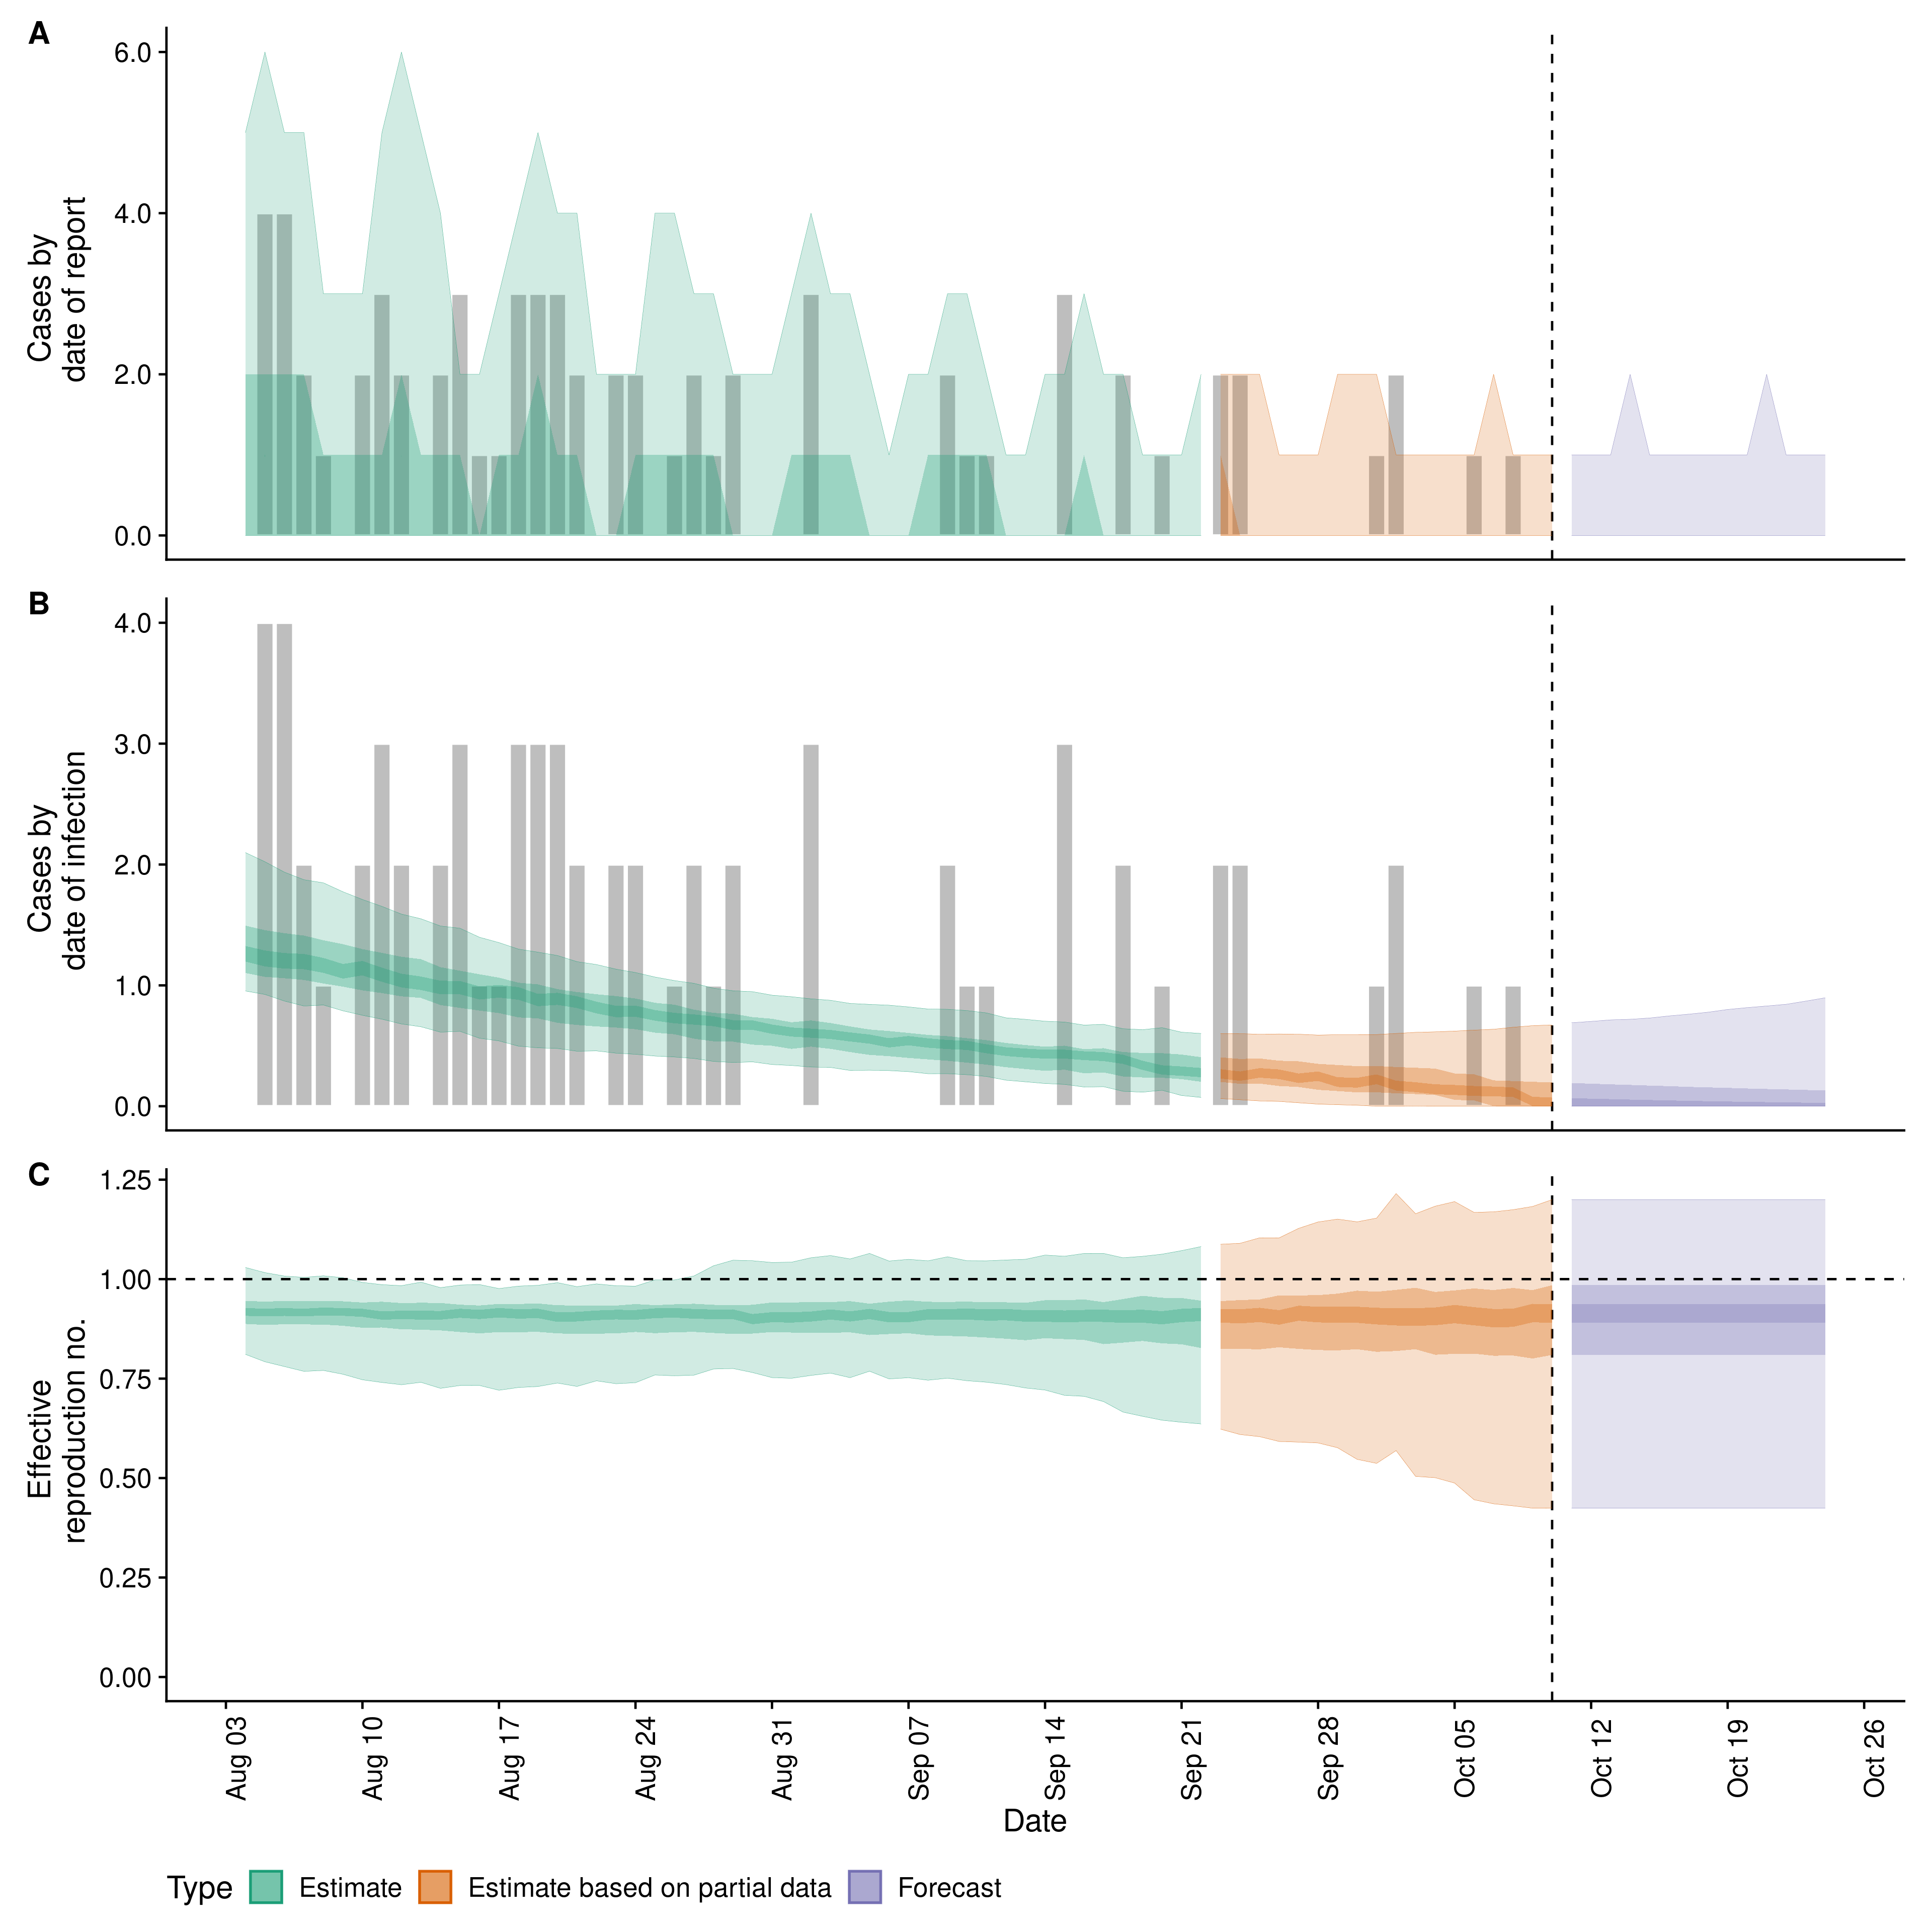 A
6.0
4.0
2.0
0.0
Cases by
date of report
B
4.0
3.0
2.0
1.0
0.0
Cases by
date of infection
C
1.25
1.00
0.75
0.50
0.25
0.00
Effective
reproduction no.
Aug 03
Aug 10
Aug 17
Aug 24
Aug 31
Sep 07
Sep 14
Sep 21
Sep 28
Oct 05
Oct 12
Oct 19
Oct 26
Date
Type Estimate Estimate based on partial data Forecast